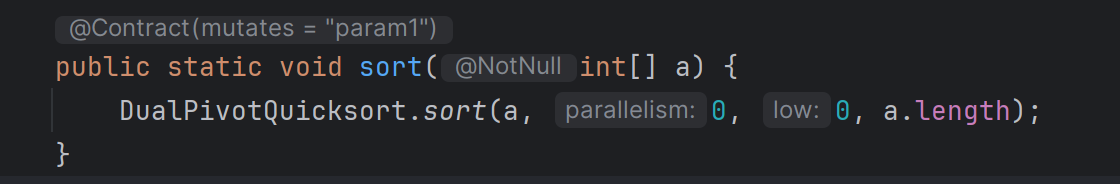 @Contract(mutates = "param1")
public static void sort( @NotNull int[] a) {
DualPivotQuicksort.sort(a, parallelism: 0, low: 0, a.length);
}